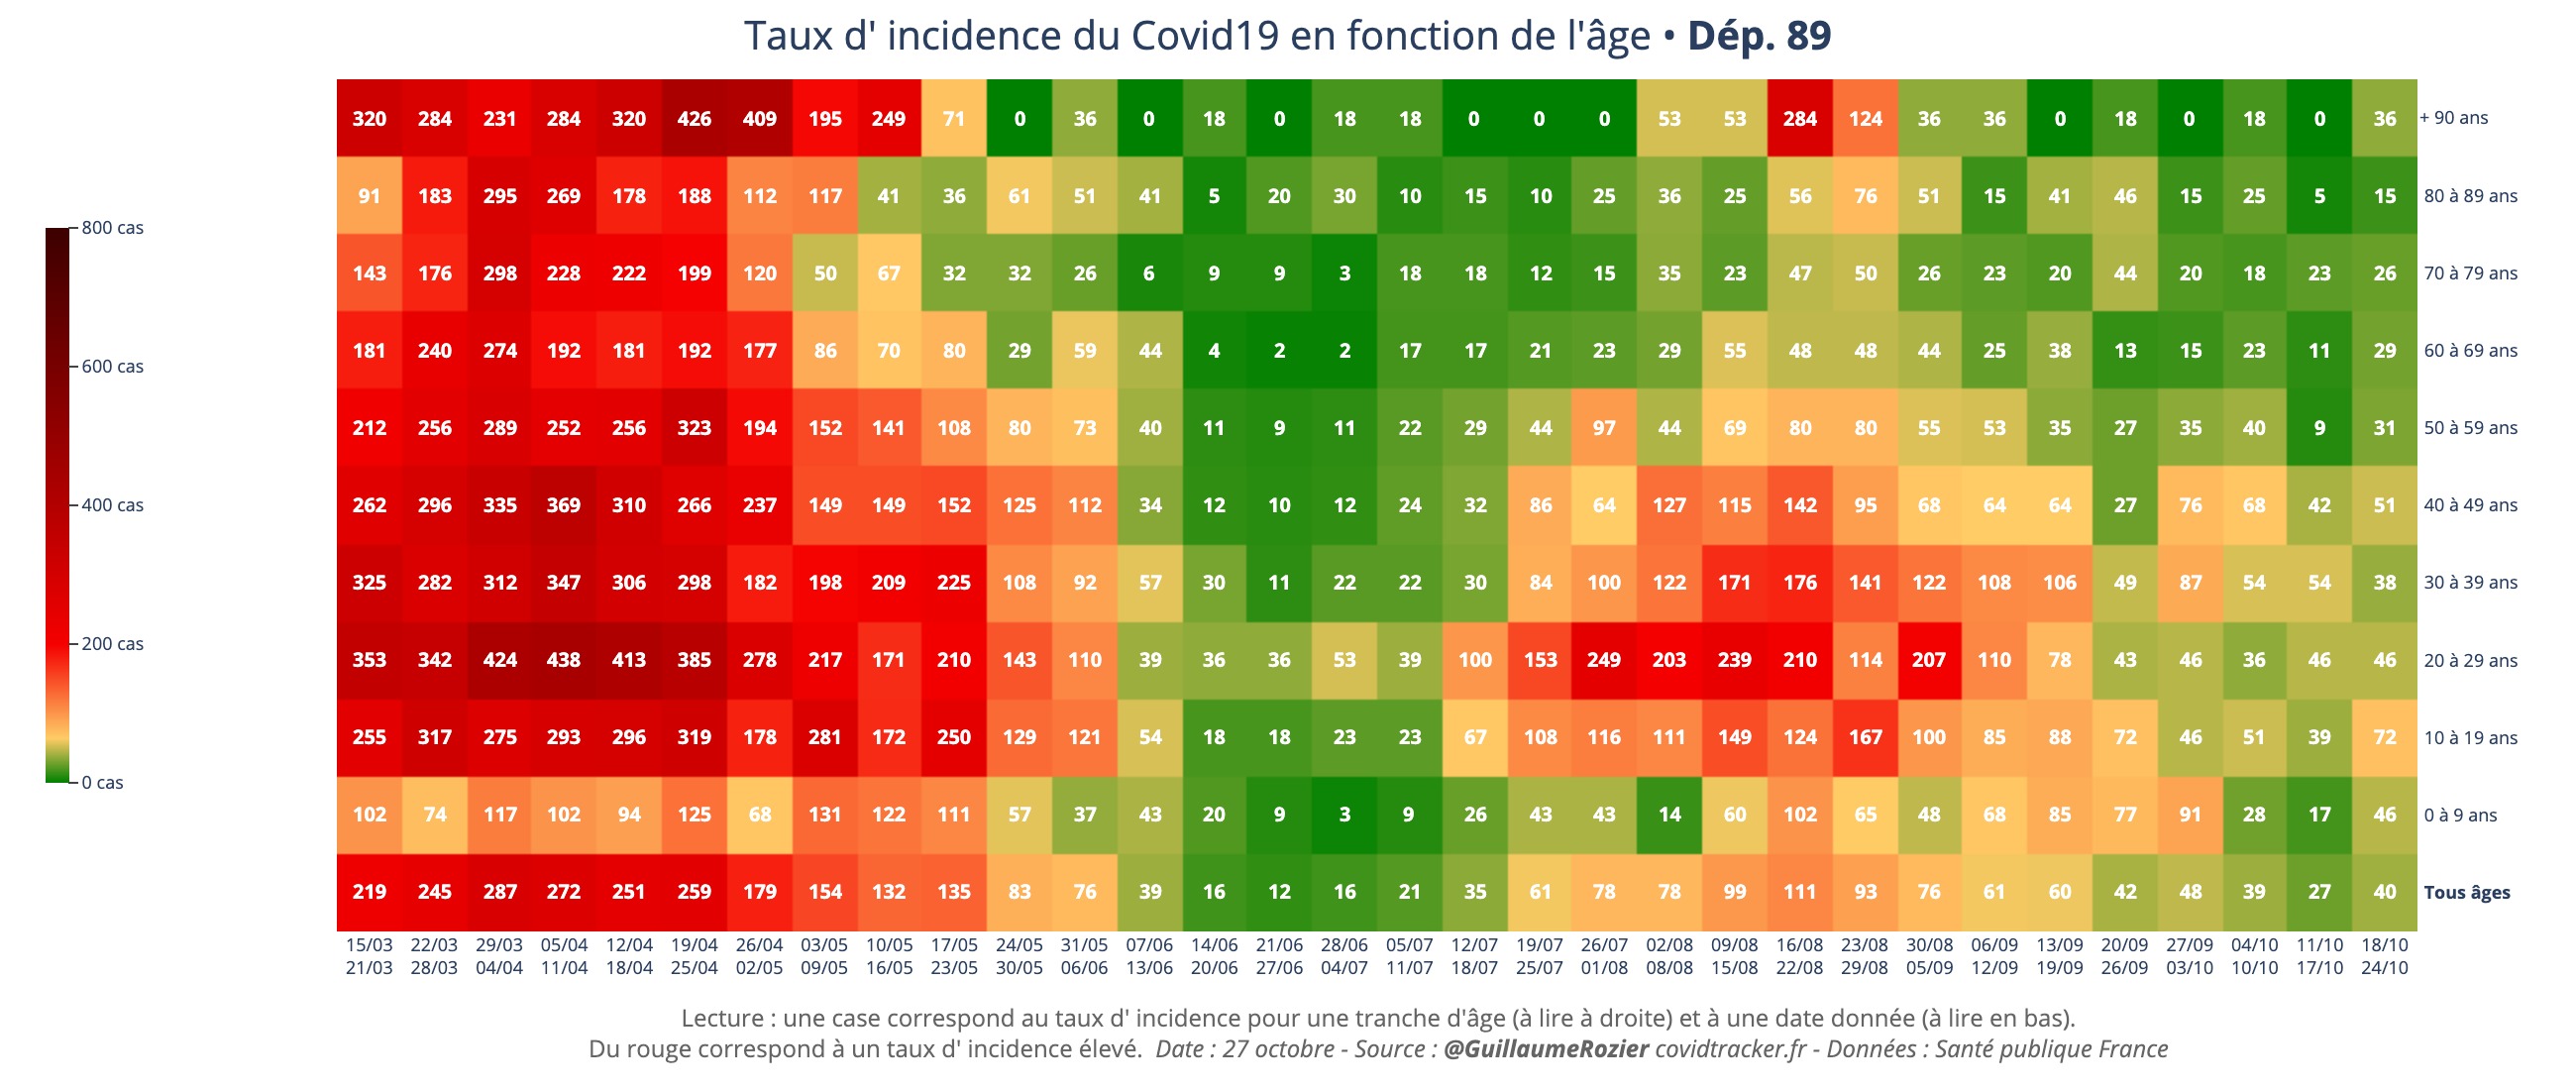 Taux d' incidence du Covid19 en fonction de l'âge • Dép. 89
320 284 231 284 320 426 409 195 249 71 0 36 0 18 0 18 18 0 0 0 53 53 284 124 36 36 0 18 0 18 0 36 + 90 ans
91 183 295 269 178 188 112 117 41 36 61 51 41 5 20 30 10 15 10 25 36 25 56 76 51 15 41 46 15 25 5 15 80 à 89 ans
800 cas
143 176 298 228 222 199 120 50 67 32 32 26 6 9 9 3 18 18 12 15 35 23 47 50 26 23 20 44 20 18 23 26 70 à 79 ans
181 240 274 192 181 192 177 86 70 80 29 59 44 4 2 2 17 17 21 23 29 55 48 48 44 25 38 13 15 23 11 29 60 à 69 ans
600 cas
212 256 289 252 256 323 194 152 141 108 80 73 40 11 9 11 22 29 44 97 44 69 80 80 55 53 35 27 35 40 9 31 50 à 59 ans
400 cas
262 296 335 369 310 266 237 149 149 152 125 112 34 12 10 12 24 32 86 64 127 115 142 95 68 64 64 27 76 68 42 51 40 à 49 ans
325 282 312 347 306 298 182 198 209 225 108 92 57 30 11 22 22 30 84 100 122 171 176 141 122 108 106 49 87 54 54 38 30 à 39 ans
200 cas
353 342 424 438 413 385 278 217 171 210 143 110 39 36 36 53 39 100 153 249 203 239 210 114 207 110 78 43 46 36 46 46 20 à 29 ans
255 317 275 293 296 319 178 281 172 250 129 121 54 18 18 23 23 67 108 116 111 149 124 167 100 85 88 72 46 51 39 72 10 à 19 ans
0 cas
102 74 117 102 94 125 68 131 122 111 57 37 43 20 9 3 9 26 43 43 14 60 102 65 48 68 85 77 91 28 17 46 0 à 9 ans
219 245 287 272 251 259 179 154 132 135 83 76 39 16 12 16 21 35 61 78 78 99 111 93 76 61 60 42 48 39 27 40 Tous âges
15/03 22/03 29/03 05/04 12/04 19/04 26/04 03/05 10/05 17/05 24/05 31/05 07/06 14/06 21/06 28/06 05/07 12/07 19/07 26/07 02/08 09/08 16/08 23/08 30/08 06/09 13/09 20/09 27/09 04/10 11/10 18/10
21/03 28/03 04/04 11/04 18/04 25/04 02/05 09/05 16/05 23/05 30/05 06/06 13/06 20/06 27/06 04/07 11/07 18/07 25/07 01/08 08/08 15/08 22/08 29/08 05/09 12/09 19/09 26/09 03/10 10/10 17/10 24/10
Lecture : une case correspond au taux d' incidence pour une tranche d'âge (à lire à droite) et à une date donnée (à lire en bas).
Du rouge correspond à un taux d' incidence élevé. Date : 27 octobre - Source : @GuillaumeRozier covidtracker.fr - Données : Santé publique France